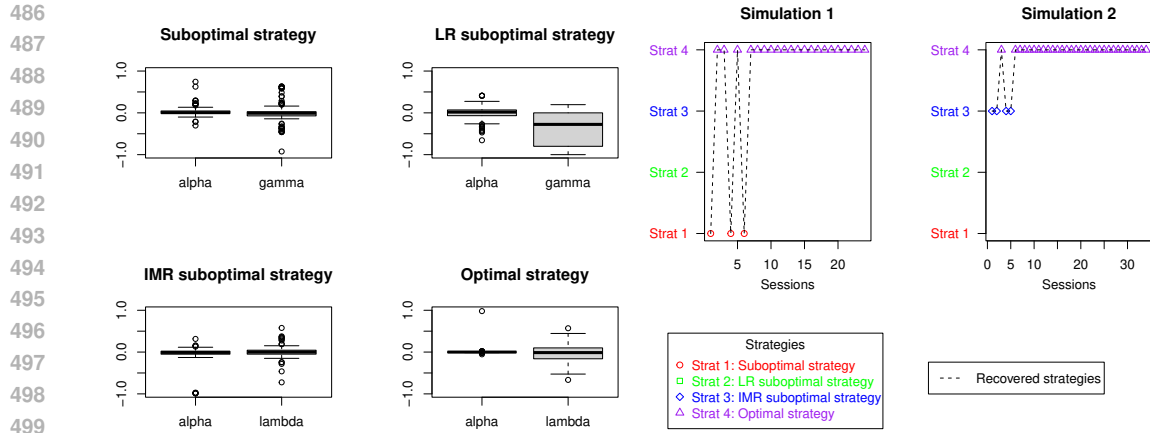 486
487
488
489
490
491
492
493
494
495
496
497
498
499
Suboptimal strategy
1.0
0.0
−1.0
alpha gamma
LR suboptimal strategy
1.0
0.0
−1.0
alpha gamma
IMR suboptimal strategy
1.0
0.0
−1.0
alpha lambda
Optimal strategy
1.0
0.0
−1.0
alpha lambda
Simulation 1
Strat 4
Strat 3
Strat 2
Strat 1
5 10 15 20
Sessions
Simulation 2
Strat 4
Strat 3
Strat 2
Strat 1
0 5 10 20 30
Sessions
Strategies
Strat 1: Suboptimal strategy
Strat 2: LR suboptimal strategy
Strat 3: IMR suboptimal strategy
Strat 4: Optimal strategy
Recovered strategies